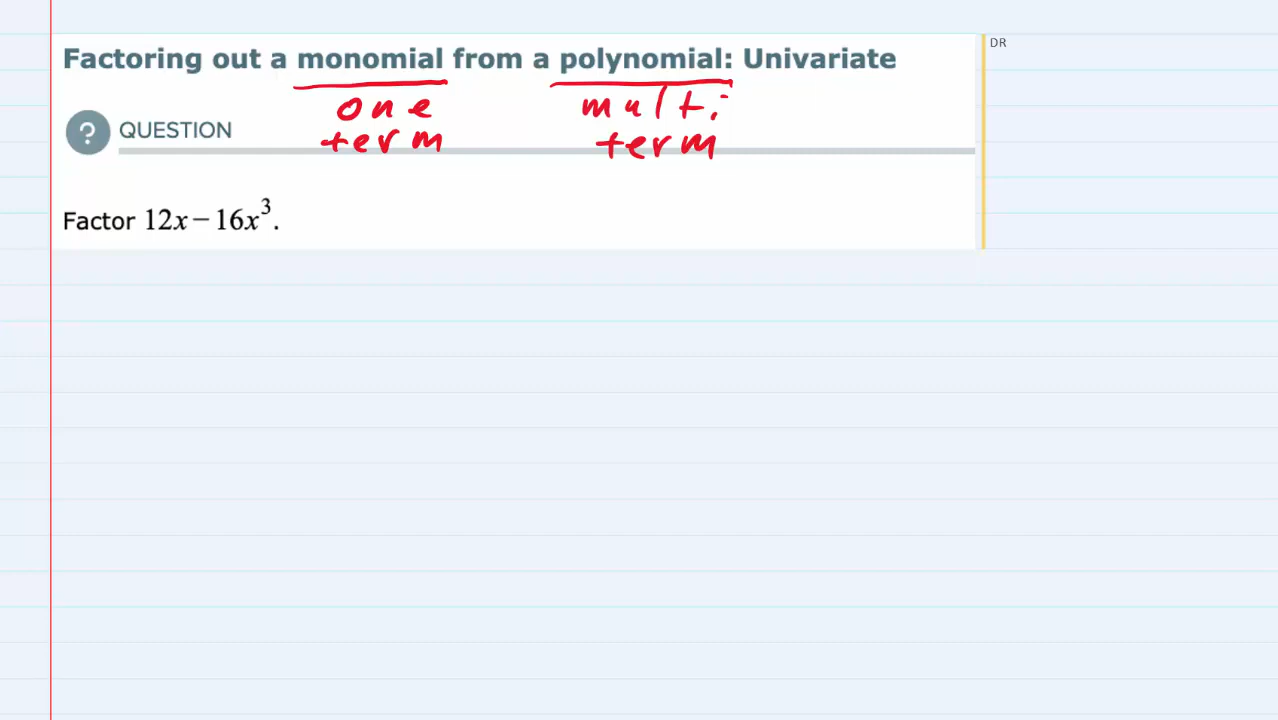 Factoring out a monomial from a polynomial: Univariate
DR
one multi
term term
? QUESTION
Factor 12x − 16x³.